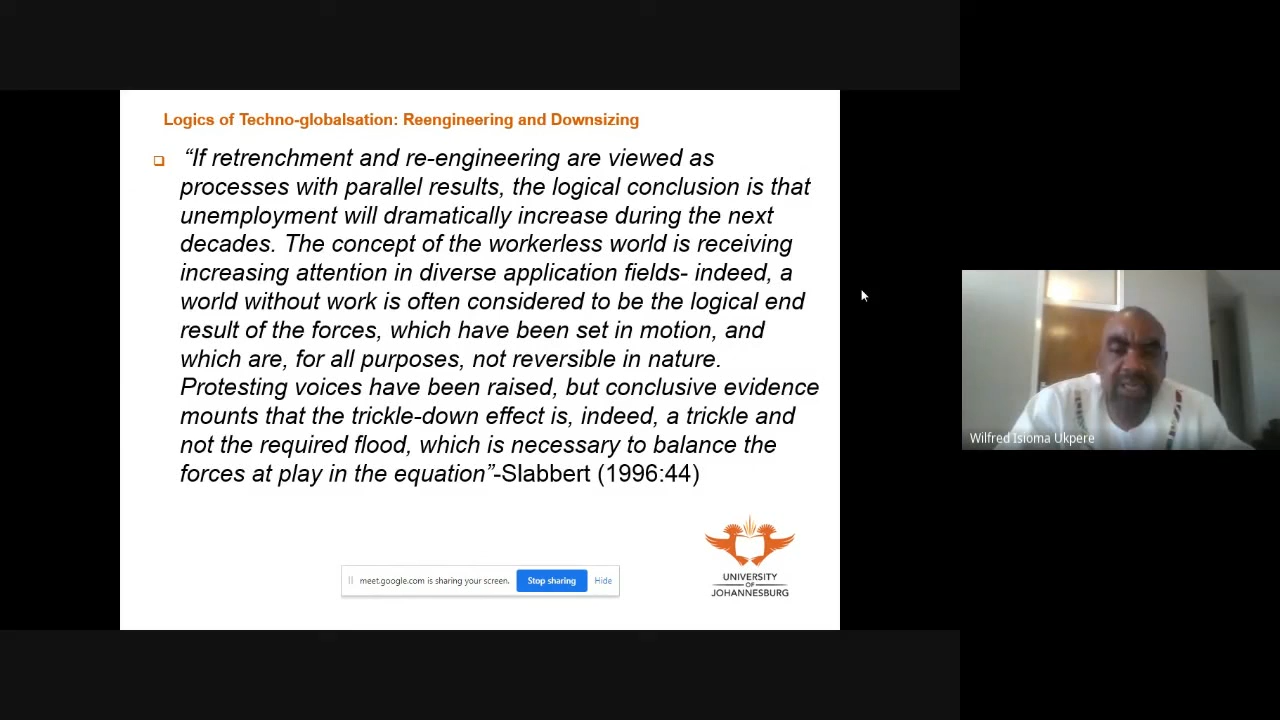 Logics of Techno-globalsation: Reengineering and Downsizing
“If retrenchment and re-engineering are viewed as
processes with parallel results, the logical conclusion is that
unemployment will dramatically increase during the next
decades. The concept of the workerless world is receiving
increasing attention in diverse application fields- indeed, a
world without work is often considered to be the logical end
result of the forces, which have been set in motion, and
which are, for all purposes, not reversible in nature.
Protesting voices have been raised, but conclusive evidence
mounts that the trickle-down effect is, indeed, a trickle and
not the required flood, which is necessary to balance the
forces at play in the equation”-Slabbert (1996:44)
Wilfred Isioma Ukpere
meet.google.com is sharing your screen. Stop sharing Hide
UNIVERSITY
OF
JOHANNESBURG